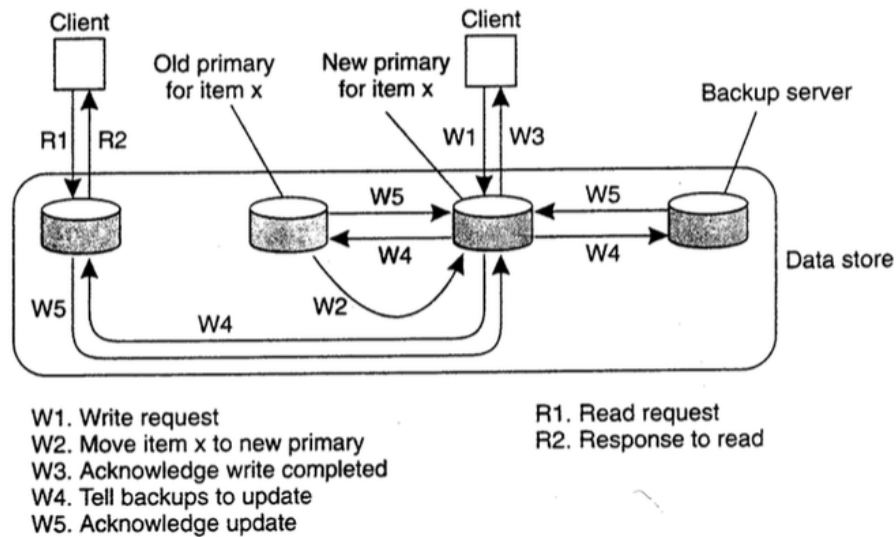 Client
Client
Old primary
for item x
New primary
for item x
Backup server
R1
R2
W1
W3
W5
W5
W4
W4
Data store
W5
W4
W2
W1. Write request
W2. Move item x to new primary
W3. Acknowledge write completed
W4. Tell backups to update
W5. Acknowledge update
R1. Read request
R2. Response to read